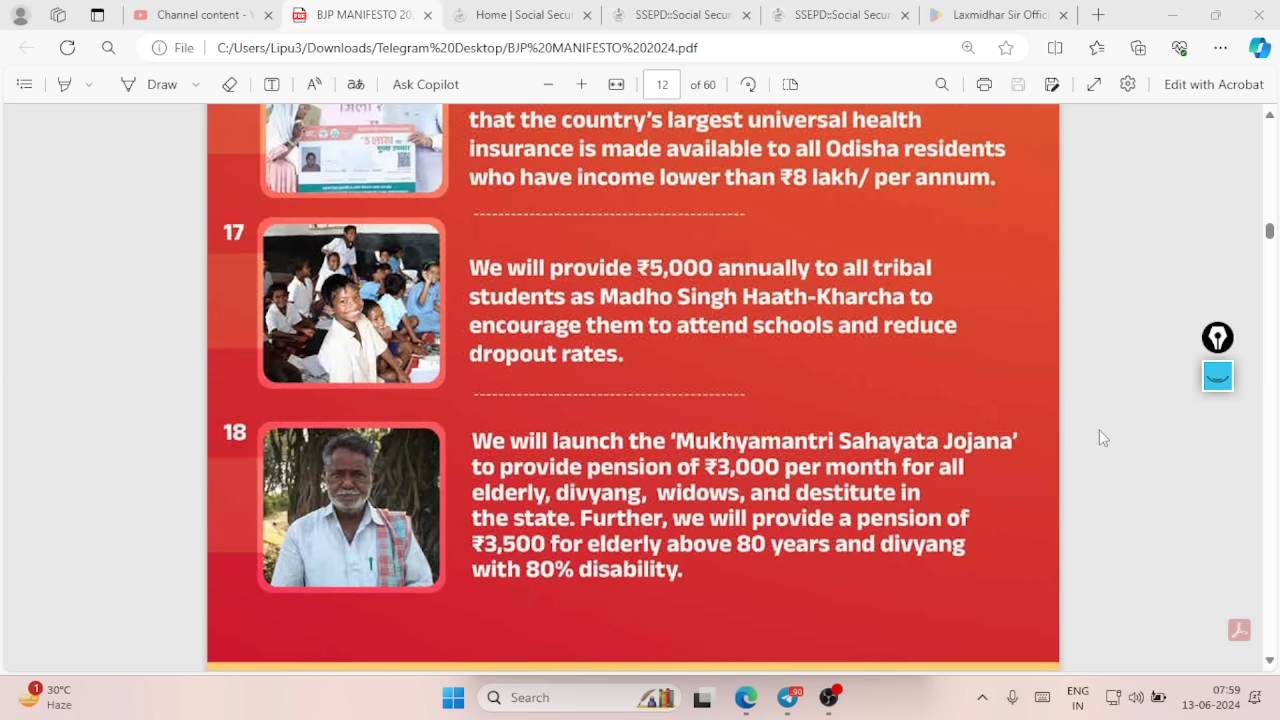 Channel content - Y
BJP MANIFESTO 20
Home | Social Secur
SSEPD::Social Secur
SSEPD::Social Secur
Laxmidhar Sir Offici
File
C:/Users/Lipu3/Downloads/Telegram%20Desktop/BJP%20MANIFESTO%202024.pdf
Draw
Ask Copilot
12
of 60
Edit with Acrobat
5 लाख
that the country's largest universal health
insurance is made available to all Odisha residents
who have income lower than ₹8 lakh/ per annum.
17
We will provide ₹5,000 annually to all tribal
students as Madho Singh Haath-Kharcha to
encourage them to attend schools and reduce
dropout rates.
18
We will launch the ‘Mukhyamantri Sahayata Jojana’
to provide pension of ₹3,000 per month for all
elderly, divyang, widows, and destitute in
the state. Further, we will provide a pension of
₹3,500 for elderly above 80 years and divyang
with 80% disability.
1
30°C
Haze
Search
90
ENG
IN
07:59
13-06-2024